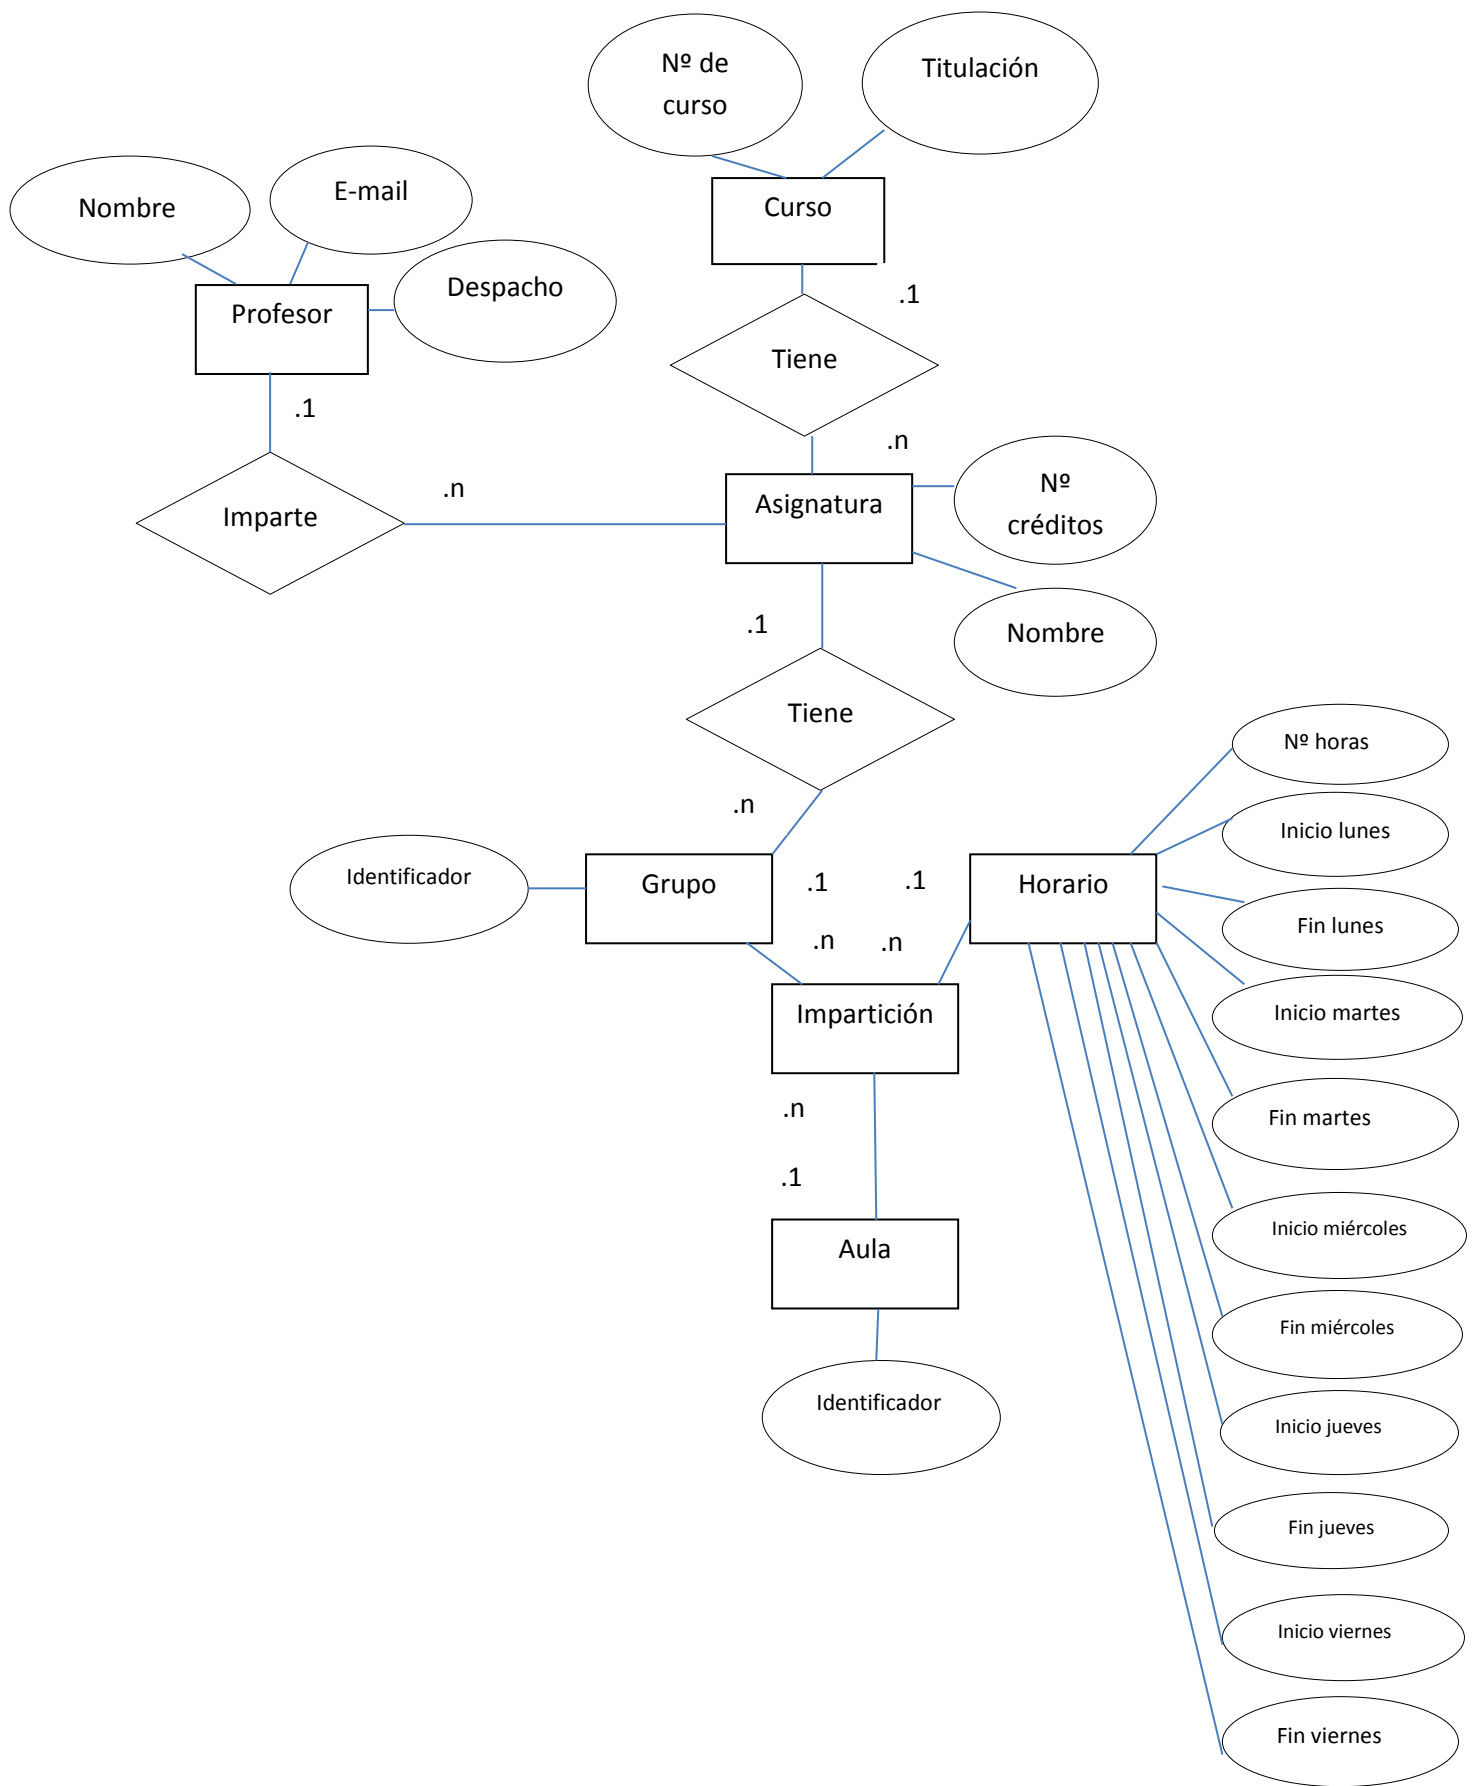 Nº de
curso
Titulación
Nombre
E-mail
Curso
Despacho
Profesor
.1
Tiene
.1
.n
.n
Asignatura
Nº
créditos
Imparte
.1
Nombre
Tiene
.n
Nº horas
Inicio lunes
Identificador
Grupo
.1
.1
Horario
Fin lunes
.n
.n
Impartición
Inicio martes
.n
Fin martes
.1
Inicio miércoles
Aula
Fin miércoles
Identificador
Inicio jueves
Fin jueves
Inicio viernes
Fin viernes